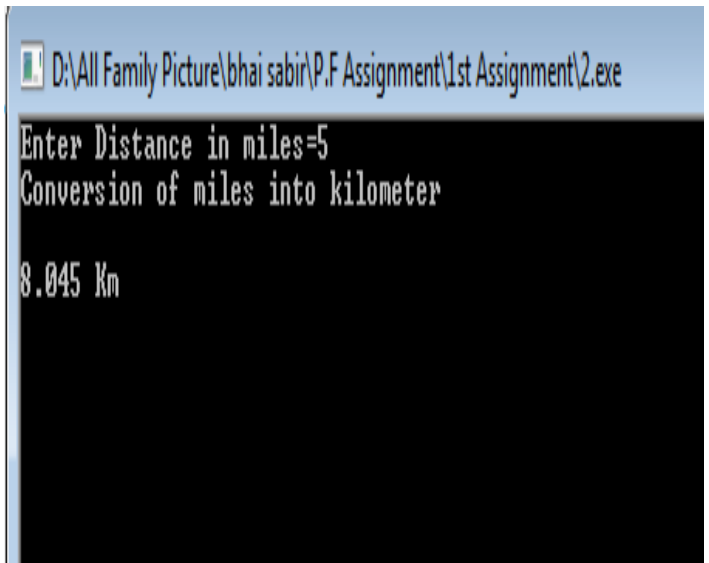 D:\All Family Picture\bhai sabir\P.F Assignment\1st Assignment\2.exe
Enter Distance in miles=5
Conversion of miles into kilometer
8.045 Km